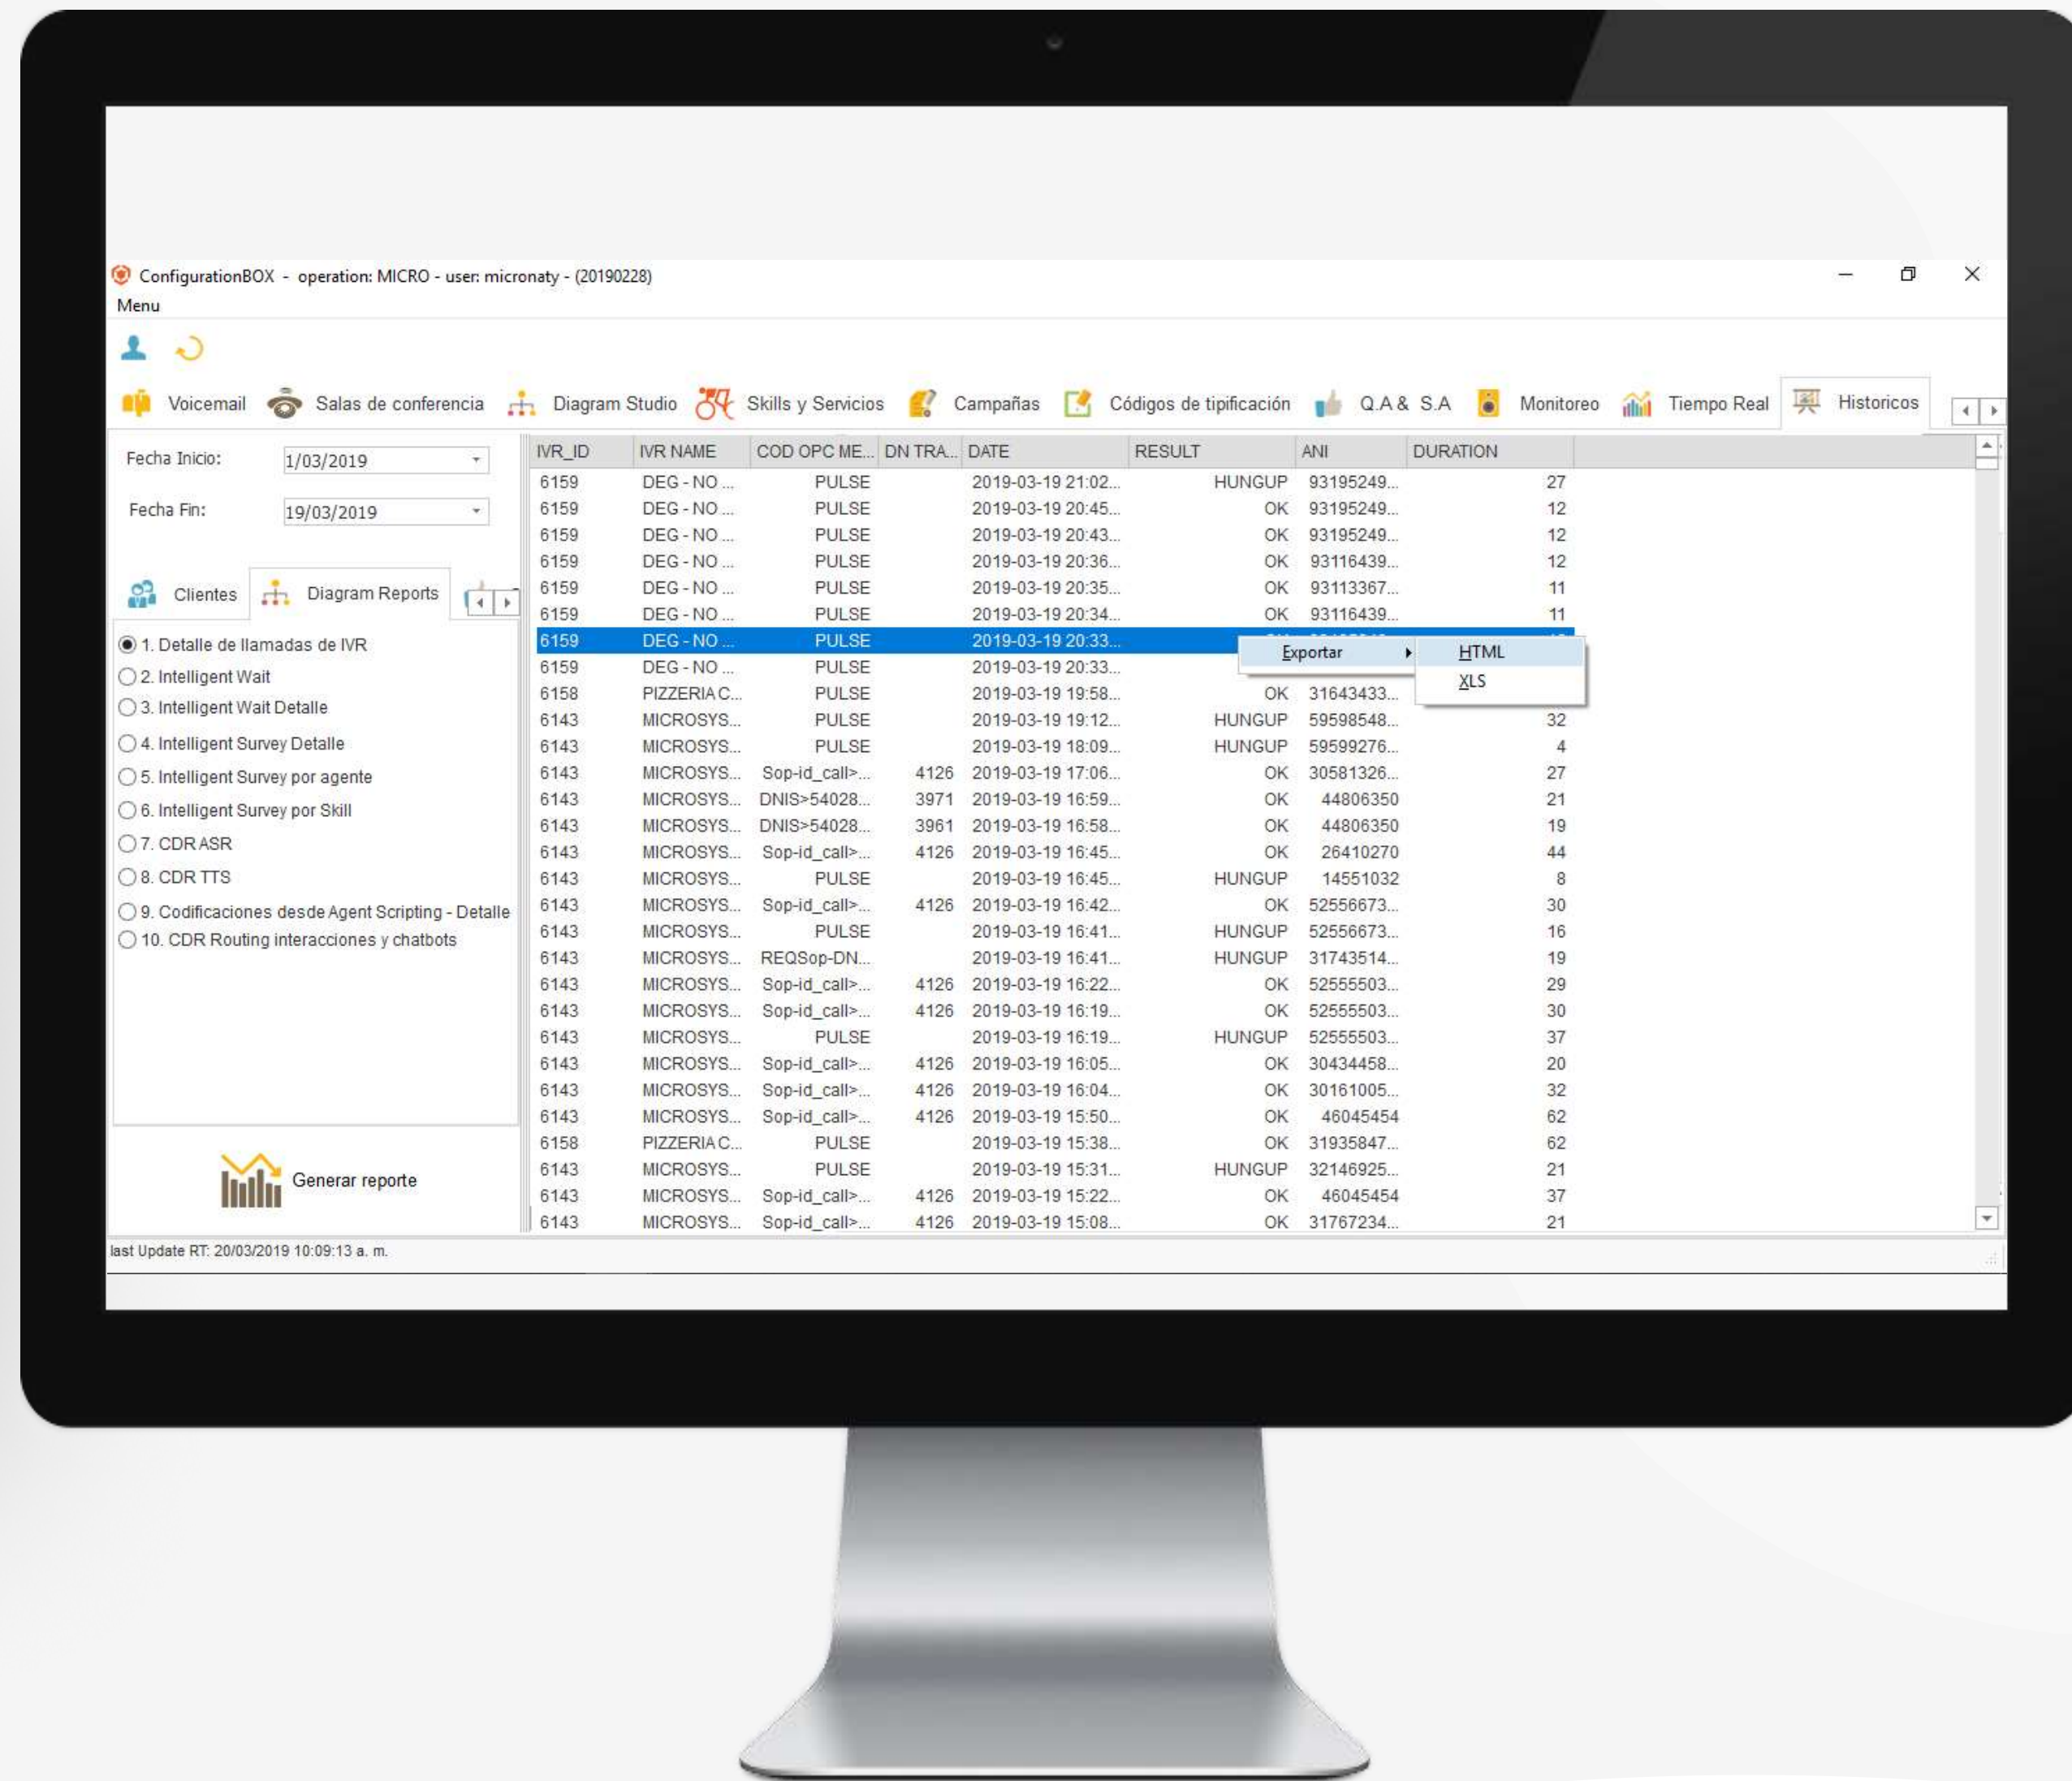 ConfigurationBOX - operation: MICRO - user: micronaty - (20190228)
Menu
Voicemail Salas de conferencia Diagram Studio Skills y Servicios Campañas Códigos de tipificación Q.A & S.A Monitoreo Tiempo Real Historicos
Fecha Inicio: 1/03/2019
Fecha Fin: 19/03/2019
Clientes Diagram Reports
1. Detalle de llamadas de IVR
2. Intelligent Wait
3. Intelligent Wait Detalle
4. Intelligent Survey Detalle
5. Intelligent Survey por agente
6. Intelligent Survey por Skill
7. CDR ASR
8. CDR TTS
9. Codificaciones desde Agent Scripting - Detalle
10. CDR Routing interacciones y chatbots
Generar reporte
IVR_ID IVR NAME COD OPC ME... DN TRA... DATE RESULT ANI DURATION
6159 DEG - NO ... PULSE 2019-03-19 21:02... HUNGUP 93195249... 27
6159 DEG - NO ... PULSE 2019-03-19 20:45... OK 93195249... 12
6159 DEG - NO ... PULSE 2019-03-19 20:43... OK 93195249... 12
6159 DEG - NO ... PULSE 2019-03-19 20:36... OK 93116439... 12
6159 DEG - NO ... PULSE 2019-03-19 20:35... OK 93113367... 11
6159 DEG - NO ... PULSE 2019-03-19 20:34... OK 93116439... 11
6159 DEG - NO ... PULSE 2019-03-19 20:33...
Exportar HTML
XLS
6159 DEG - NO ... PULSE 2019-03-19 20:33...
6158 PIZZERIA C... PULSE 2019-03-19 19:58... OK 31643433...
6143 MICROSYS... PULSE 2019-03-19 19:12... HUNGUP 59598548... 32
6143 MICROSYS... PULSE 2019-03-19 18:09... HUNGUP 59599276... 4
6143 MICROSYS... Sop-id_call>... 4126 2019-03-19 17:06... OK 30581326... 27
6143 MICROSYS... DNIS>54028... 3971 2019-03-19 16:59... OK 44806350 21
6143 MICROSYS... DNIS>54028... 3961 2019-03-19 16:58... OK 44806350 19
6143 MICROSYS... Sop-id_call>... 4126 2019-03-19 16:45... OK 26410270 44
6143 MICROSYS... PULSE 2019-03-19 16:45... HUNGUP 14551032 8
6143 MICROSYS... Sop-id_call>... 4126 2019-03-19 16:42... OK 52556673... 30
6143 MICROSYS... PULSE 2019-03-19 16:41... HUNGUP 52556673... 16
6143 MICROSYS... REQSop-DN... 2019-03-19 16:41... HUNGUP 31743514... 19
6143 MICROSYS... Sop-id_call>... 4126 2019-03-19 16:22... OK 52555503... 29
6143 MICROSYS... Sop-id_call>... 4126 2019-03-19 16:19... OK 52555503... 30
6143 MICROSYS... PULSE 2019-03-19 16:19... HUNGUP 52555503... 37
6143 MICROSYS... Sop-id_call>... 4126 2019-03-19 16:05... OK 30434458... 20
6143 MICROSYS... Sop-id_call>... 4126 2019-03-19 16:04... OK 30161005... 32
6143 MICROSYS... Sop-id_call>... 4126 2019-03-19 15:50... OK 46045454 62
6158 PIZZERIA C... PULSE 2019-03-19 15:38... OK 31935847... 62
6143 MICROSYS... PULSE 2019-03-19 15:31... HUNGUP 32146925... 21
6143 MICROSYS... Sop-id_call>... 4126 2019-03-19 15:22... OK 46045454 37
6143 MICROSYS... Sop-id_call>... 4126 2019-03-19 15:08... OK 31767234... 21
last Update RT: 20/03/2019 10:09:13 a. m.